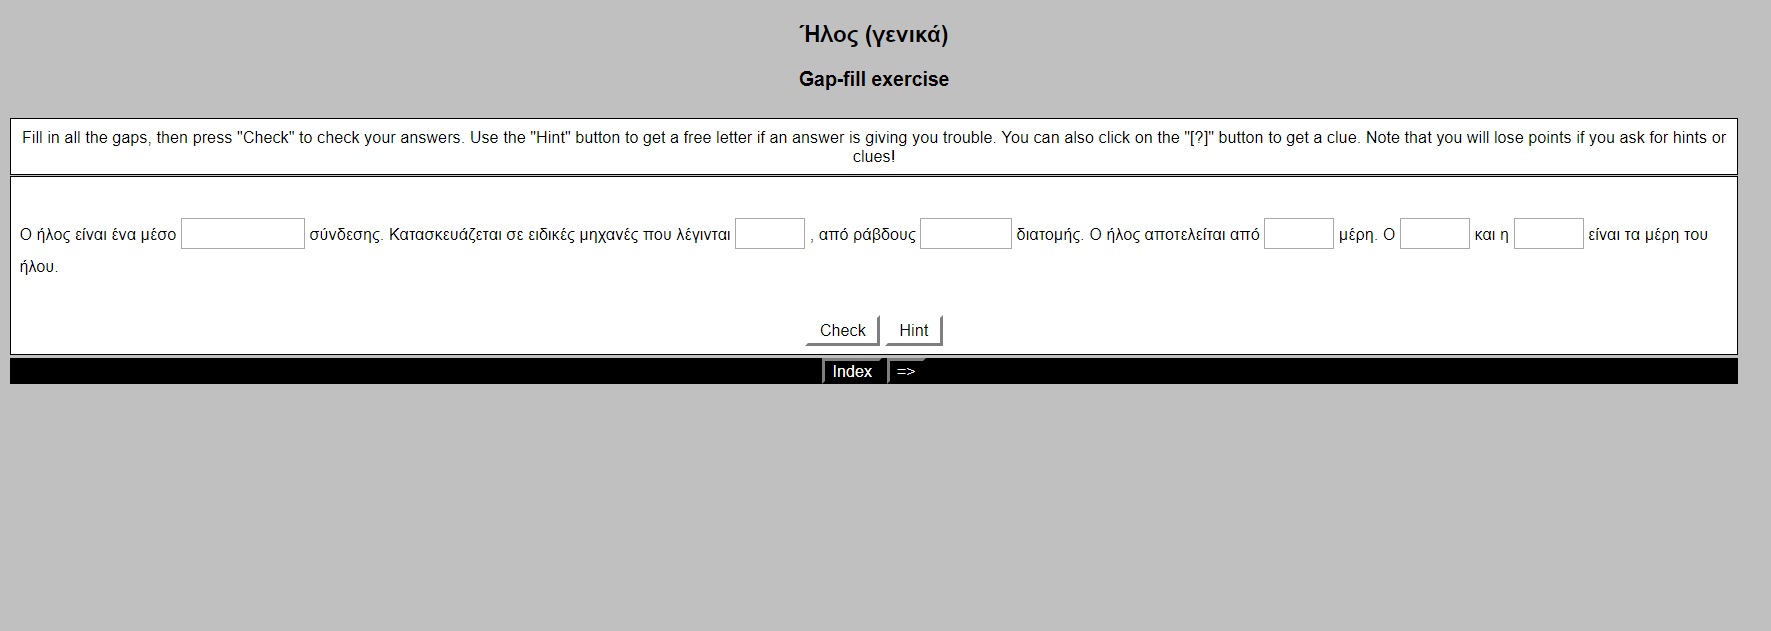 Ήλος (γενικά)
Gap-fill exercise
Fill in all the gaps, then press "Check" to check your answers. Use the "Hint" button to get a free letter if an answer is giving you trouble. You can also click on the "[?]" button to get a clue. Note that you will lose points if you ask for hints or
clues!
Ο ήλος είναι ένα μέσο σύνδεσης. Κατασκευάζεται σε ειδικές μηχανές που λέγινται , από ράβδους διατομής. Ο ήλος αποτελείται από μέρη. Ο και η είναι τα μέρη του
ήλου.
Check Hint
Index =>